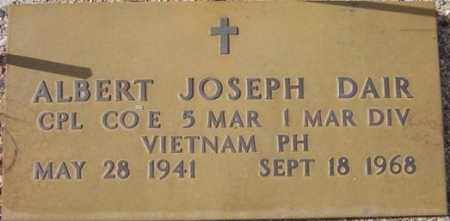 ALBERT JOSEPH DAIR
CPL CO E 5 MAR 1 MAR DIV
VIETNAM PH
MAY 28 1941 SEPT 18 1968